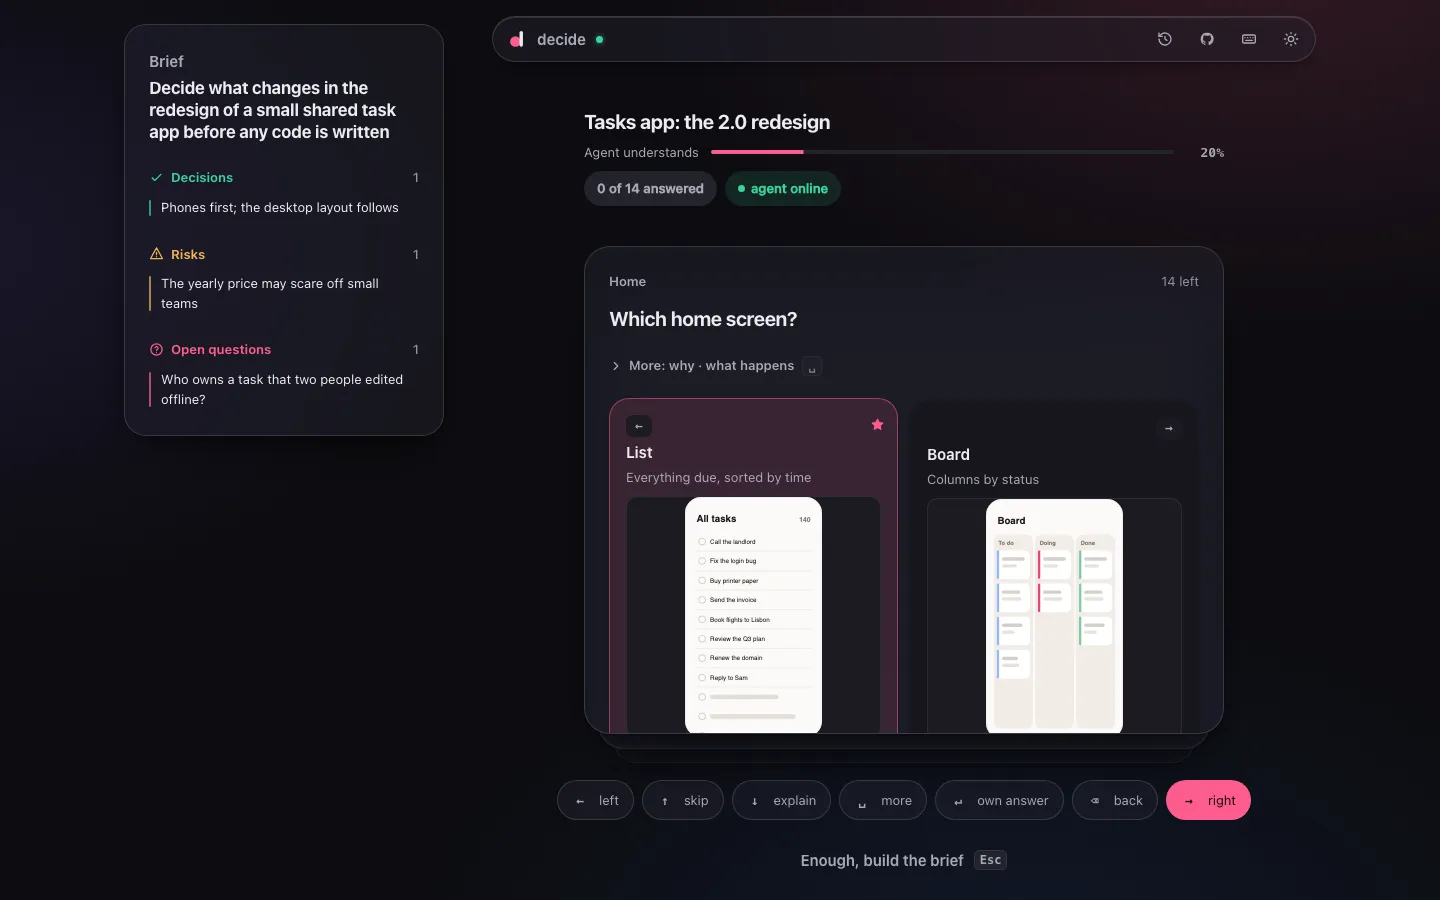 Brief
Decide what changes in the
redesign of a small shared task
app before any code is written
Decisions 1
Phones first; the desktop layout follows
Risks 1
The yearly price may scare off small
teams
Open questions 1
Who owns a task that two people edited
offline?
decide
Tasks app: the 2.0 redesign
Agent understands 20%
0 of 14 answered agent online
Home 14 left
Which home screen?
More: why · what happens ␣
←
List
Everything due, sorted by time
All tasks 140
Call the landlord
Fix the login bug
Buy printer paper
Send the invoice
Book flights to Lisbon
Review the Q3 plan
Renew the domain
Reply to Sam
→
Board
Columns by status
Board
To do Doing Done
← left ↑ skip ↓ explain ␣ more ↵ own answer ⌫ back → right
Enough, build the brief Esc